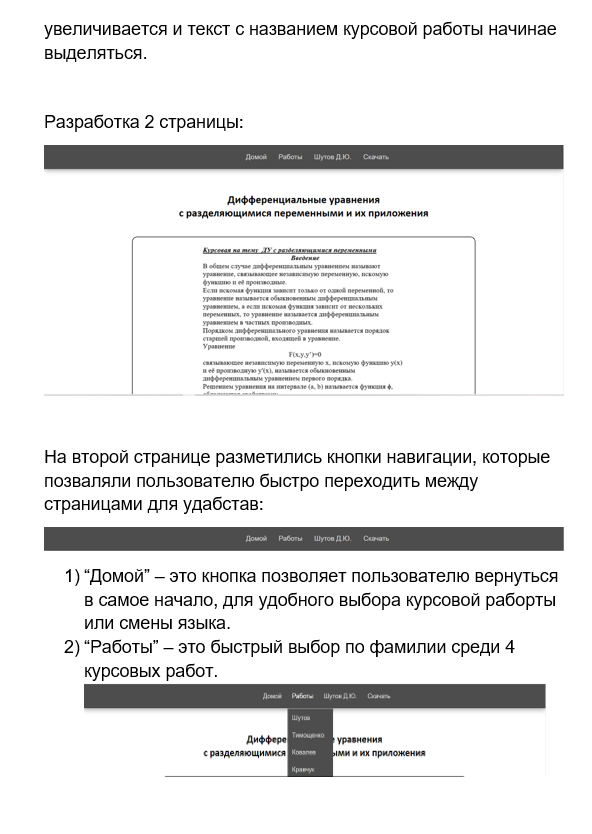 увеличивается и текст с названием курсовой работы начинае
выделяться.
Разработка 2 страницы:
Домой Работы Шутов Д.Ю. Скачать
Дифференциальные уравнения
с разделяющимися переменными и их приложения
Курсовая на тему ДУ с разделяющимися переменными
Введение
В общем случае дифференциальным уравнением называют
уравнение, связывающее независимую переменную, искомую
функцию и её производные.
Если искомая функция зависит только от одной переменной, то
уравнение называется обыкновенным дифференциальным
уравнением, а если искомая функция зависит от нескольких
переменных, то уравнение называется дифференциальным
уравнением в частных производных.
Порядком дифференциального уравнения называется порядок
старшей производной, входящей в уравнение.
Уравнение
F(x,y,y')=0
связывающее независимую переменную x, искомую функцию y(x)
и её производную y'(x), называется обыкновенным
дифференциальным уравнением первого порядка.
Решением уравнения на интервале (a, b) называется функция ϕ,
На второй странице разметились кнопки навигации, которые
позваляли пользователю быстро переходить между
страницами для удабстав:
Домой Работы Шутов Д.Ю. Скачать
1) “Домой” – это кнопка позволяет пользователю вернуться
в самое начало, для удобного выбора курсовой раборты
или смены языка.
2) “Работы” – это быстрый выбор по фамилии среди 4
курсовых работ.
Домой Работы Шутов Д.Ю. Скачать
Шутов
Тимощенко
Диффере е уравнения
с разделяющимися Ковалев ыми и их приложения
Кравчук